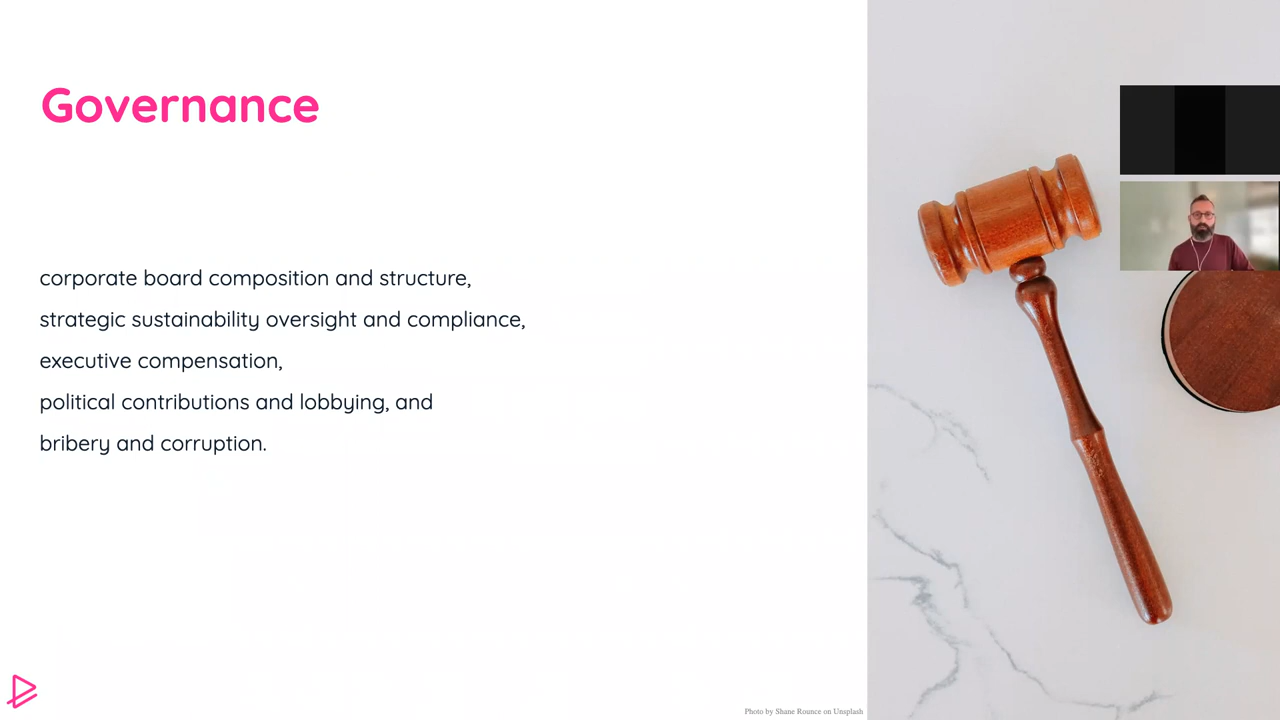 Governance
corporate board composition and structure,
strategic sustainability oversight and compliance,
executive compensation,
political contributions and lobbying, and
bribery and corruption.
Photo by Shane Rounce on Unsplash